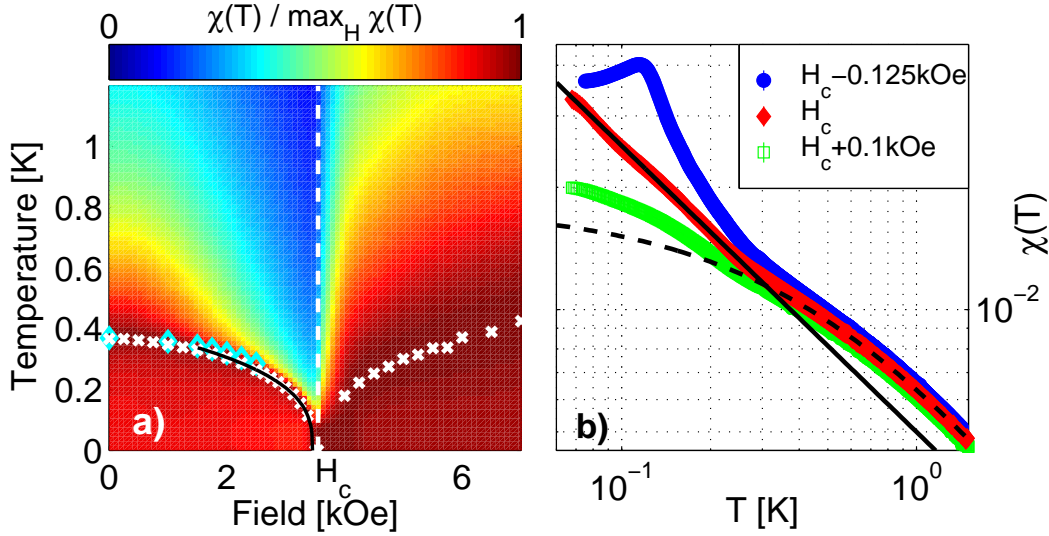 0 χ(T) / max_H χ(T) 1
Temperature [K]
1
0.8
0.6
0.4
0.2
0
a)
0 2 H_c 6
Field [kOe]
H_c−0.125kOe
H_c
H_c+0.1kOe
b)
χ(T)
10^−2
10^−1 10^0
T [K]